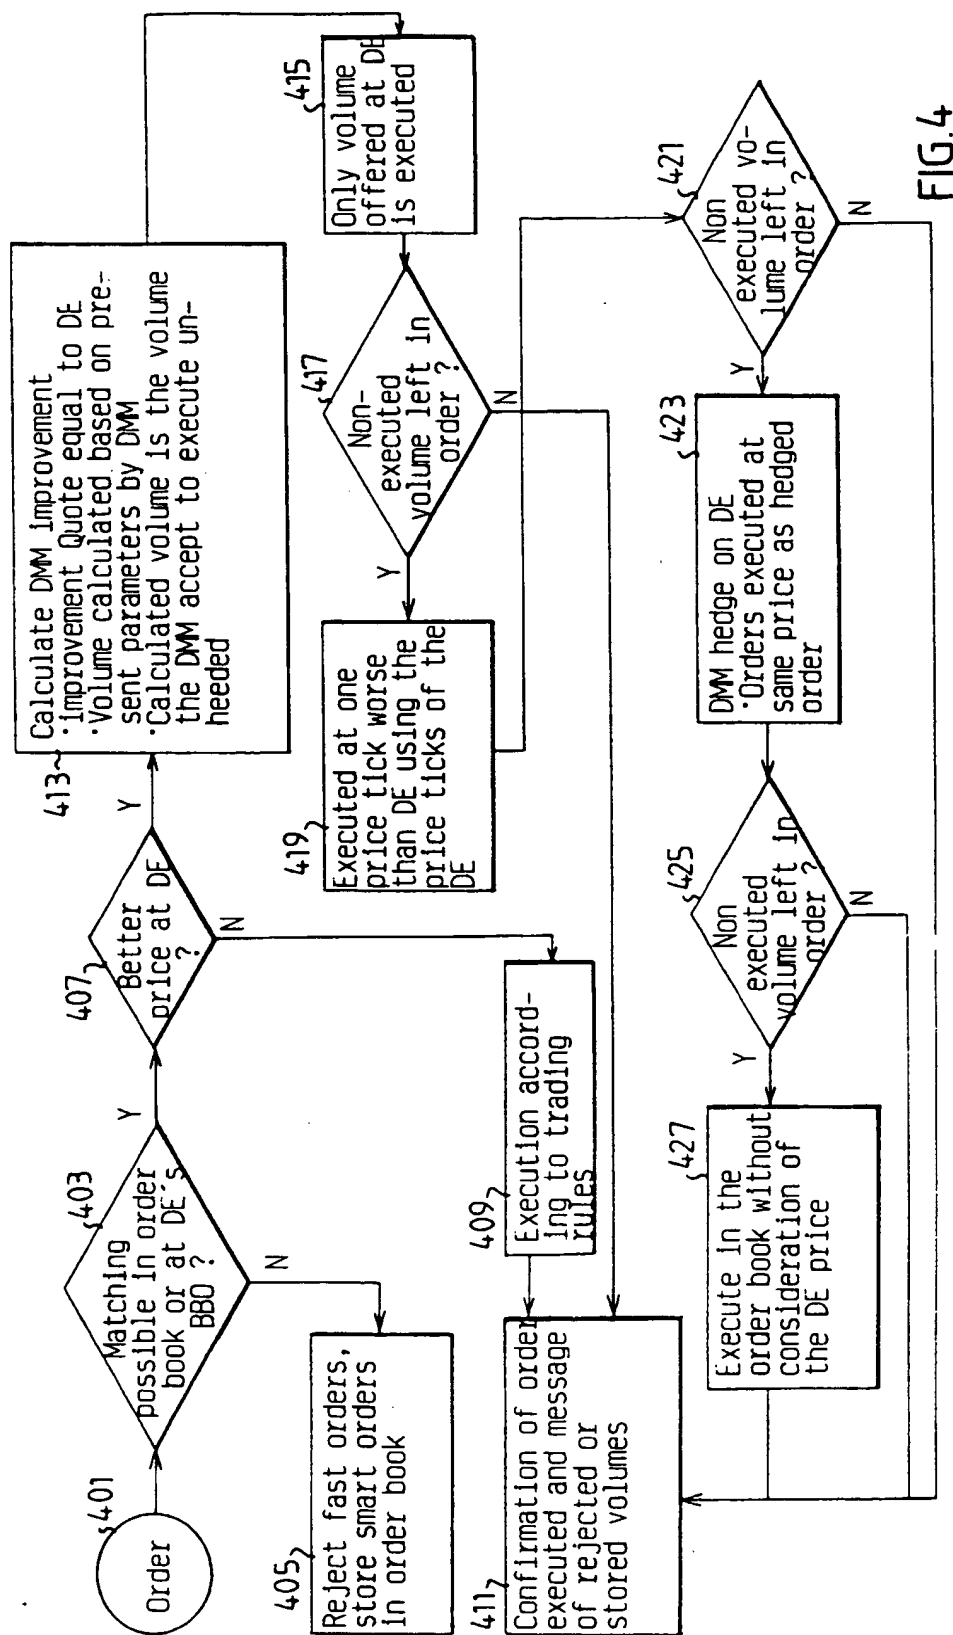 401
Order
403
Matching
possible in order
book or at DE´s
BBO ?
Y
N
405
Reject fast orders,
store smart orders
in order book
407
Better
price at DE
?
Y
N
409
Execution accord-
ing to trading
rules
411
Confirmation of order
executed and message
of rejected or
stored volumes
413
Calculate DMM improvement
·improvement Quote equal to DE
·Volume calculated based on pre-
sent parameters by DMM
·Calculated volume is the volume
the DMM accept to execute un-
heeded
415
Only volume
offered at DE
is executed
417
Non-
executed
volume left in
order ?
Y
N
419
Executed at one
price tick worse
than DE using the
price ticks of the
DE
421
Non
executed vo-
lume left in
order ?
Y
N
423
DMM hedge on DE
·Orders executed at
same price as hedged
order
425
Non
executed
volume left in
order ?
Y
N
427
Execute in the
order book without
consideration of
the DE price
FIG.4